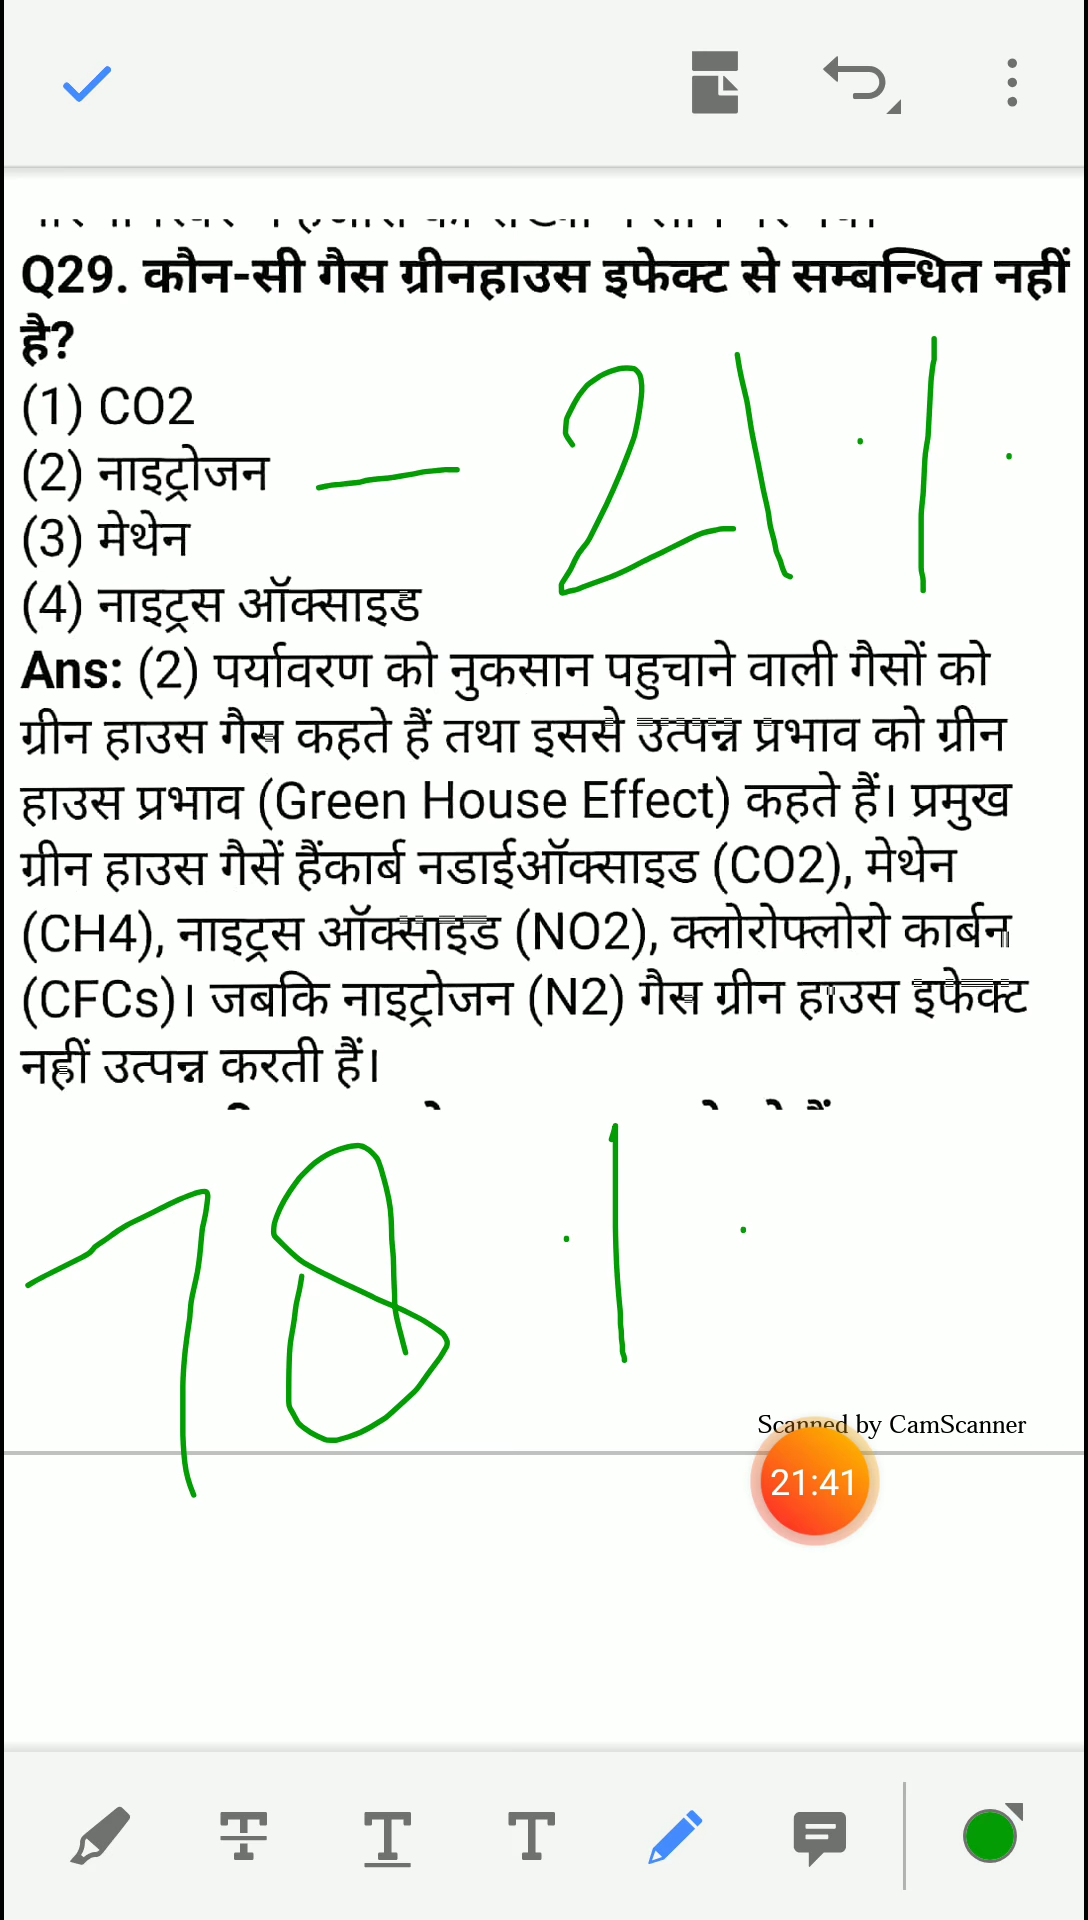 Q29. कौन-सी गैस ग्रीनहाउस इफेक्ट से सम्बन्धित नहीं
है?
(1) CO2
(2) नाइट्रोजन — 21 . | .
(3) मेथेन
(4) नाइट्रस ऑक्साइड
Ans: (2) पर्यावरण को नुकसान पहुचाने वाली गैसों को
ग्रीन हाउस गैस कहते हैं तथा इससे उत्पन्न प्रभाव को ग्रीन
हाउस प्रभाव (Green House Effect) कहते हैं। प्रमुख
ग्रीन हाउस गैसें हैंकार्ब नडाईऑक्साइड (CO2), मेथेन
(CH4), नाइट्रस ऑक्साइड (NO2), क्लोरोफ्लोरो कार्बन
(CFCs)। जबकि नाइट्रोजन (N2) गैस ग्रीन हाउस इफेक्ट
नहीं उत्पन्न करती हैं।
78 . | .
Scanned by CamScanner
21:41